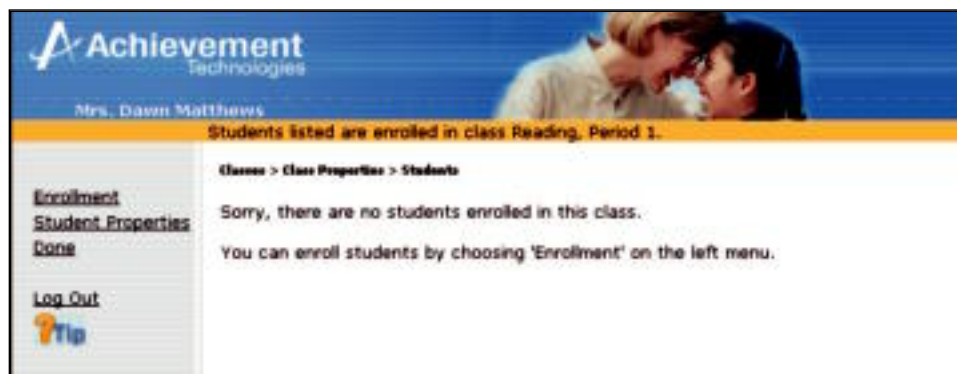 Achievement
Technologies
Mrs. Dawn Matthews
Students listed are enrolled in class Reading, Period 1.
Classes > Class Properties > Students
Enrollment
Student Properties
Done
Log Out
?Tip
Sorry, there are no students enrolled in this class.
You can enroll students by choosing 'Enrollment' on the left menu.